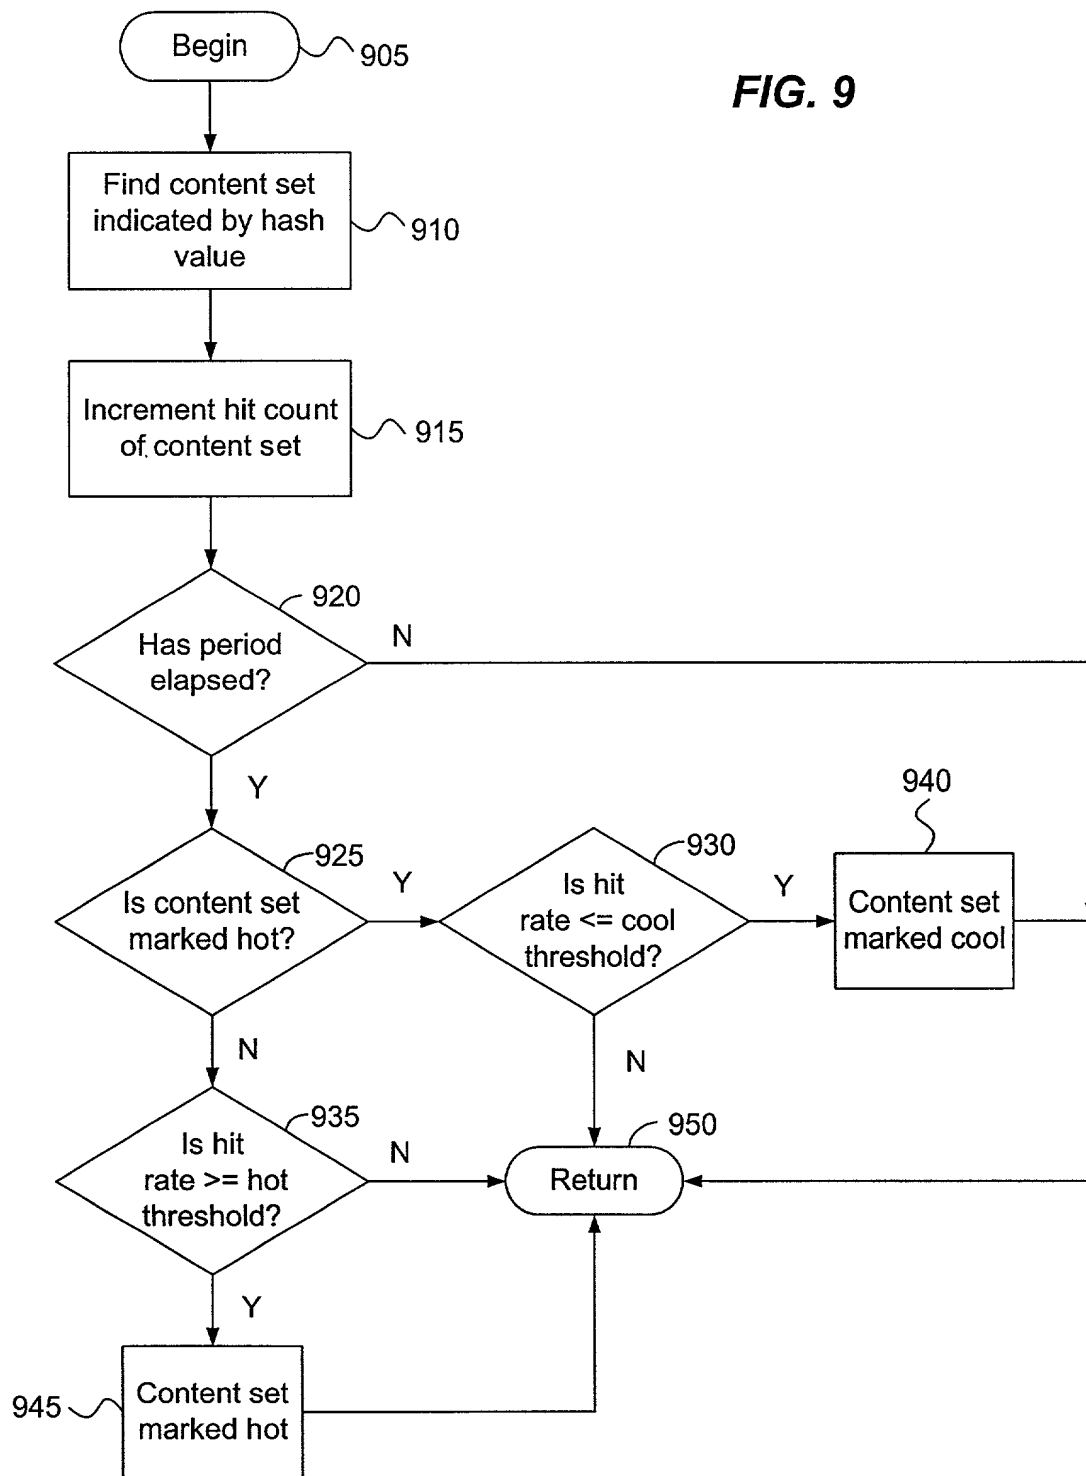 Begin
905
FIG. 9
Find content set
indicated by hash
value
910
Increment hit count
of content set
915
920
Has period
elapsed?
N
Y
925
Is content set
marked hot?
Y
930
Is hit
rate <= cool
threshold?
Y
940
Content set
marked cool
N
N
935
Is hit
rate >= hot
threshold?
N
950
Return
Y
945
Content set
marked hot